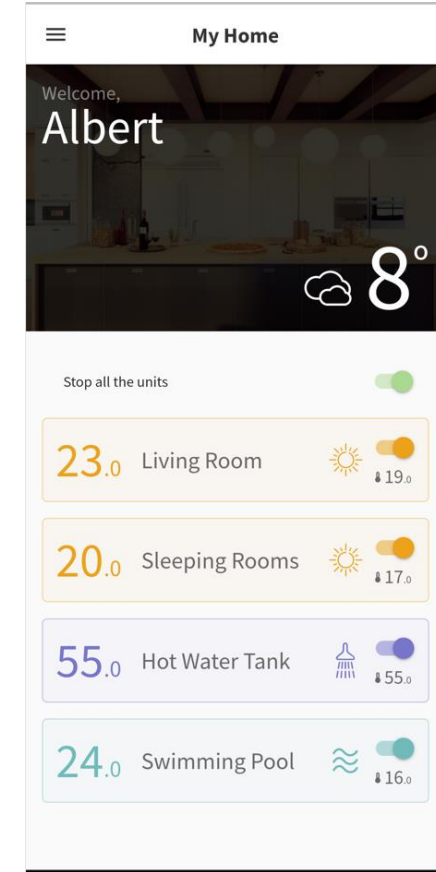 My Home
Welcome,
Albert
8°
Stop all the units
23.0 Living Room 19.0
20.0 Sleeping Rooms 17.0
55.0 Hot Water Tank 55.0
24.0 Swimming Pool 16.0